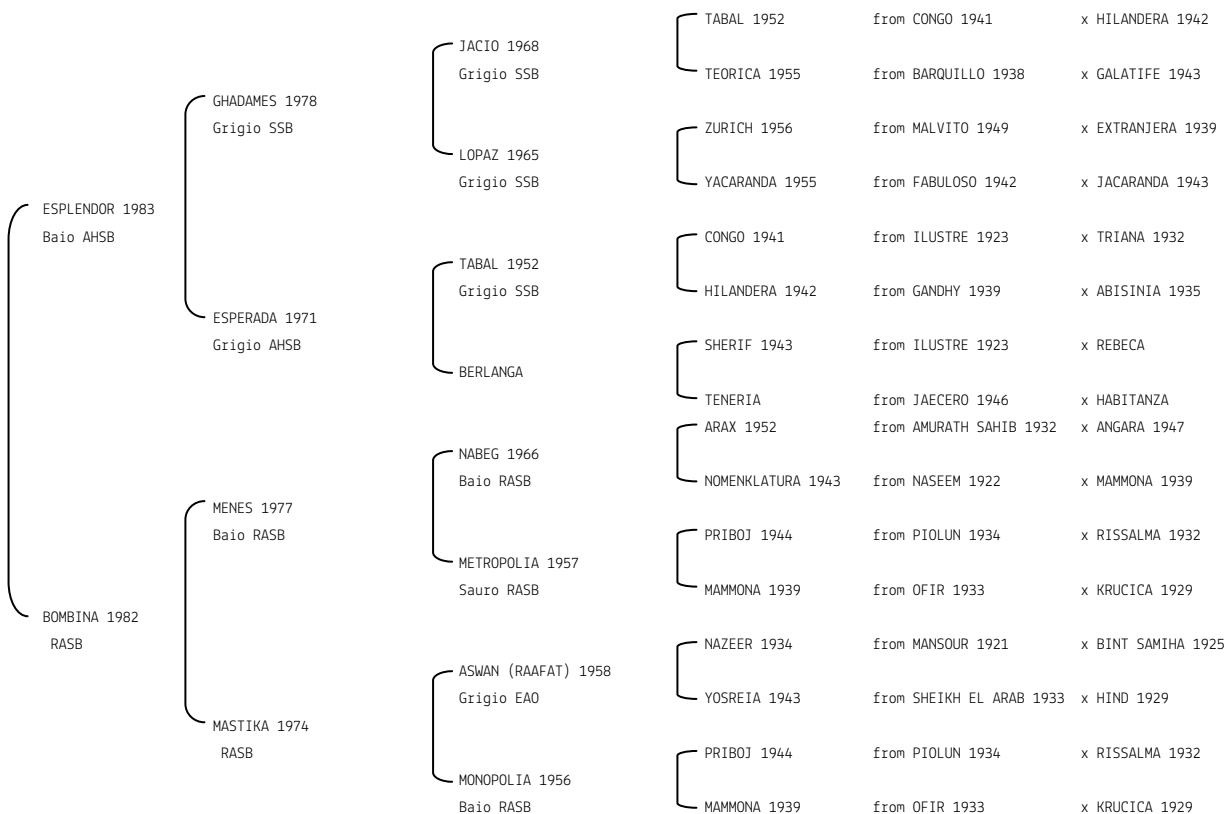 TABAL 1952 from CONGO 1941 x HILANDERA 1942
JACIO 1968
Grigio SSB TEORICA 1955 from BARQUILLO 1938 x GALATIFE 1943
GHADAMES 1978
Grigio SSB ZURICH 1956 from MALVITO 1949 x EXTRANJERA 1939
LOPAZ 1965
Grigio SSB YACARANDA 1955 from FABULOSO 1942 x JACARANDA 1943
ESPLENDOR 1983
Baio AHSB CONGO 1941 from ILUSTRE 1923 x TRIANA 1932
TABAL 1952
Grigio SSB HILANDERA 1942 from GANDHY 1939 x ABISINIA 1935
ESPERADA 1971
Grigio AHSB SHERIF 1943 from ILUSTRE 1923 x REBECA
BERLANGA
TENERIA from JAECERO 1946 x HABITANZA
ARAX 1952 from AMURATH SAHIB 1932 x ANGARA 1947
NABEG 1966
Baio RASB NOMENKLATURA 1943 from NASEEM 1922 x MAMMONA 1939
MENES 1977
Baio RASB PRIBOJ 1944 from PIOLUN 1934 x RISSALMA 1932
METROPOLIA 1957
Sauro RASB MAMMONA 1939 from OFIR 1933 x KRUCICA 1929
BOMBINA 1982
RASB NAZEER 1934 from MANSOUR 1921 x BINT SAMIHA 1925
ASWAN (RAAFAT) 1958
Grigio EAO YOSREIA 1943 from SHEIKH EL ARAB 1933 x HIND 1929
MASTIKA 1974
RASB PRIBOJ 1944 from PIOLUN 1934 x RISSALMA 1932
MONOPOLIA 1956
Baio RASB MAMMONA 1939 from OFIR 1933 x KRUCICA 1929